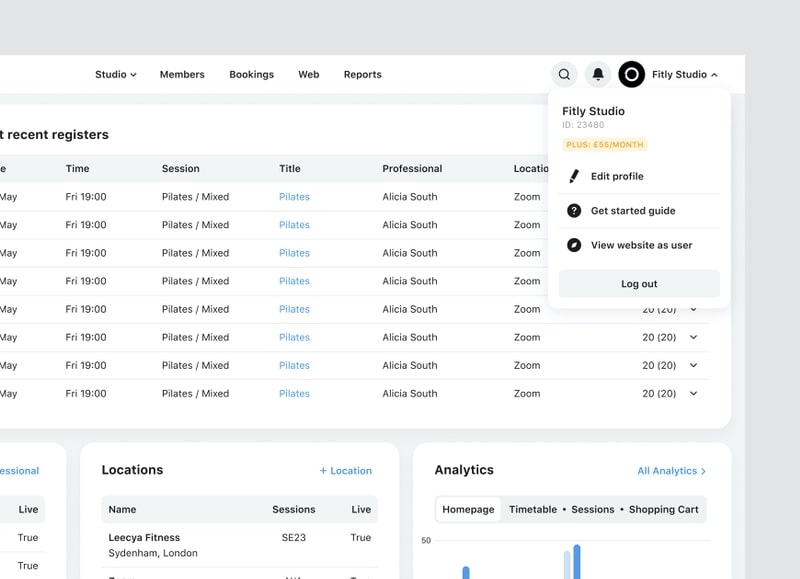 Studio Members Bookings Web Reports Fitly Studio
Fitly Studio
ID: 23480
PLUS: £55/MONTH
Edit profile
Get started guide
View website as user
Log out
t recent registers
e Time Session Title Professional Locatio
May Fri 19:00 Pilates / Mixed Pilates Alicia South Zoom
May Fri 19:00 Pilates / Mixed Pilates Alicia South Zoom
May Fri 19:00 Pilates / Mixed Pilates Alicia South Zoom
May Fri 19:00 Pilates / Mixed Pilates Alicia South Zoom
May Fri 19:00 Pilates / Mixed Pilates Alicia South Zoom 20 (20)
May Fri 19:00 Pilates / Mixed Pilates Alicia South Zoom 20 (20)
May Fri 19:00 Pilates / Mixed Pilates Alicia South Zoom 20 (20)
May Fri 19:00 Pilates / Mixed Pilates Alicia South Zoom 20 (20)
essional
Live
True
True
Locations + Location
Name Sessions Live
Leecya Fitness SE23 True
Sydenham, London
Analytics All Analytics >
Homepage Timetable • Sessions • Shopping Cart
50